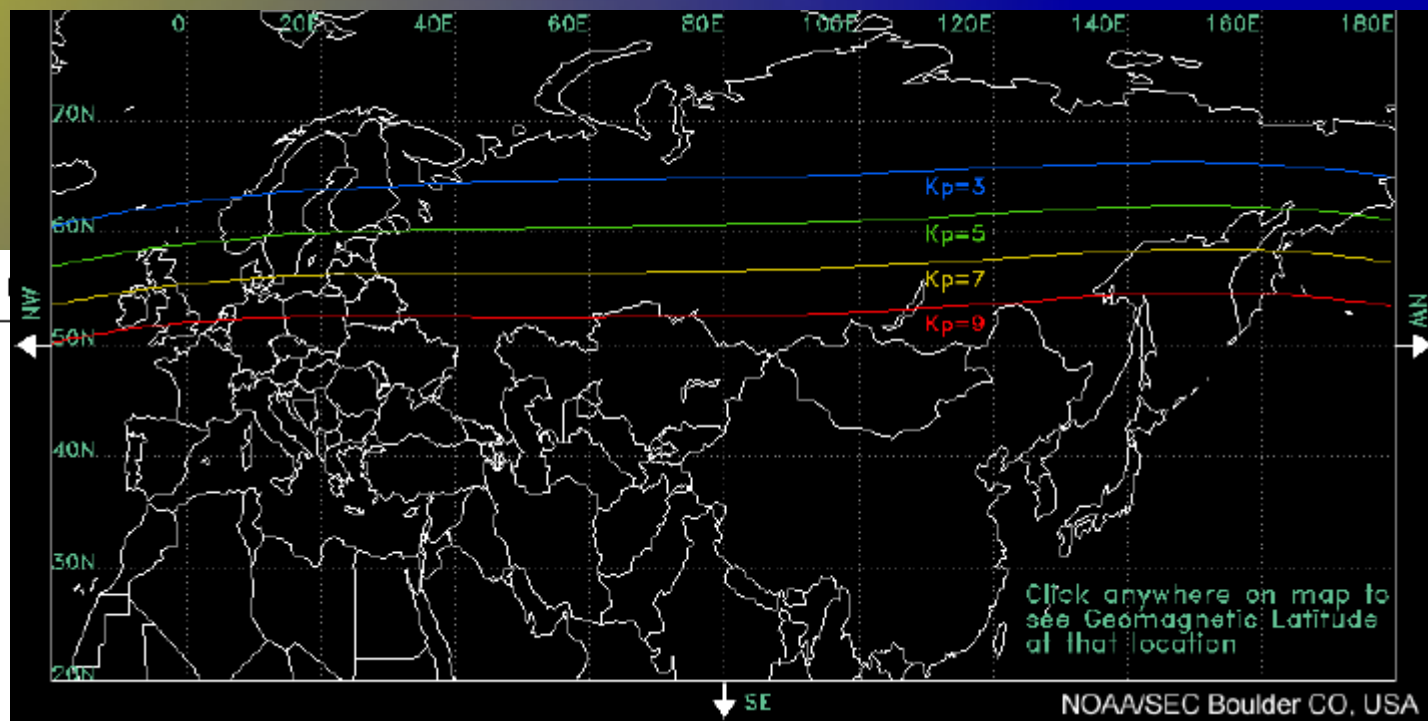 0 20E 40E 60E 80E 100E 120E 140E 160E 180E
70N
Kp=3
60N
Kp=5
Kp=7
NW NW
Kp=9
50N
40N
30N
Click anywhere on map to
see Geomagnetic Latitude
at that location
20N
SE
NOAA/SEC Boulder CO, USA